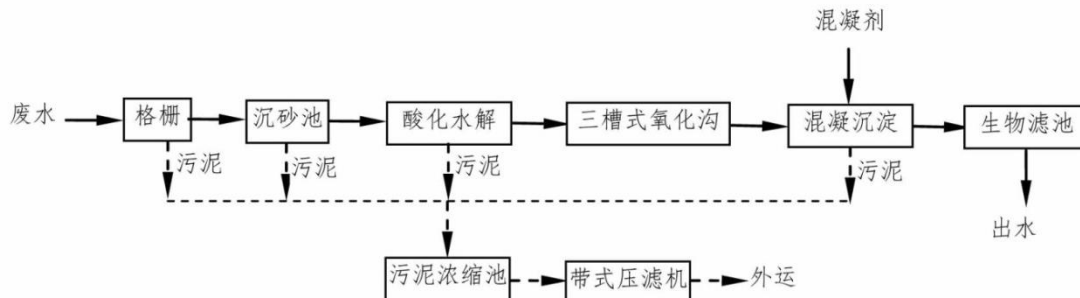 混凝剂
废水
格栅
沉砂池
酸化水解
三槽式氧化沟
混凝沉淀
生物滤池
污泥
污泥
污泥
污泥
出水
污泥浓缩池
带式压滤机
外运